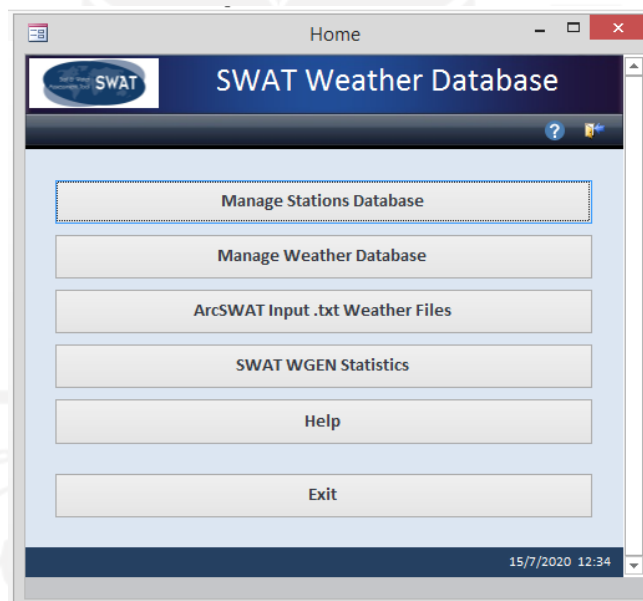 Home
SWAT
SWAT Weather Database
?
Manage Stations Database
Manage Weather Database
ArcSWAT Input .txt Weather Files
SWAT WGEN Statistics
Help
Exit
15/7/2020 12:34